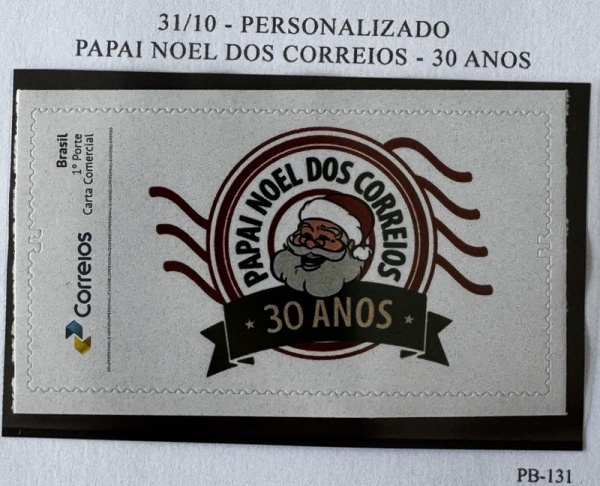 31/10 - PERSONALIZADO
PAPAI NOEL DOS CORREIOS - 30 ANOS
Brasil
1º Porte
Carta Comercial
Correios
PAPAI NOEL DOS CORREIOS
30 ANOS
PB-131